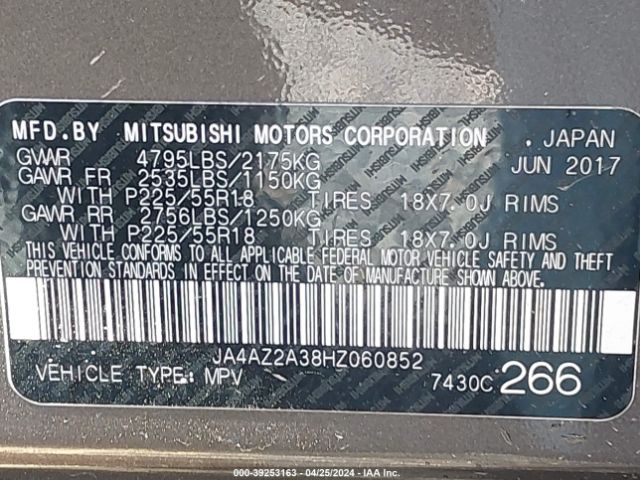 MFD.BY MITSUBISHI MOTORS CORPORATION . JAPAN
GVWR 4795LBS/2175KG JUN 2017
GAWR FR 2535LBS/1150KG
WITH P225/55R18 TIRES 18X7.0J RIMS
GAWR RR 2756LBS/1250KG
WITH P225/55R18 TIRES 18X7.0J RIMS
THIS VEHICLE CONFORMS TO ALL APPLICABLE FEDERAL MOTOR VEHICLE SAFETY AND THEFT
PREVENTION STANDARDS IN EFFECT ON THE DATE OF MANUFACTURE SHOWN ABOVE.
JA4AZ2A38HZ060852
VEHICLE TYPE: MPV 7430C 266
000-39253163 - 04/25/2024 - IAA Inc.